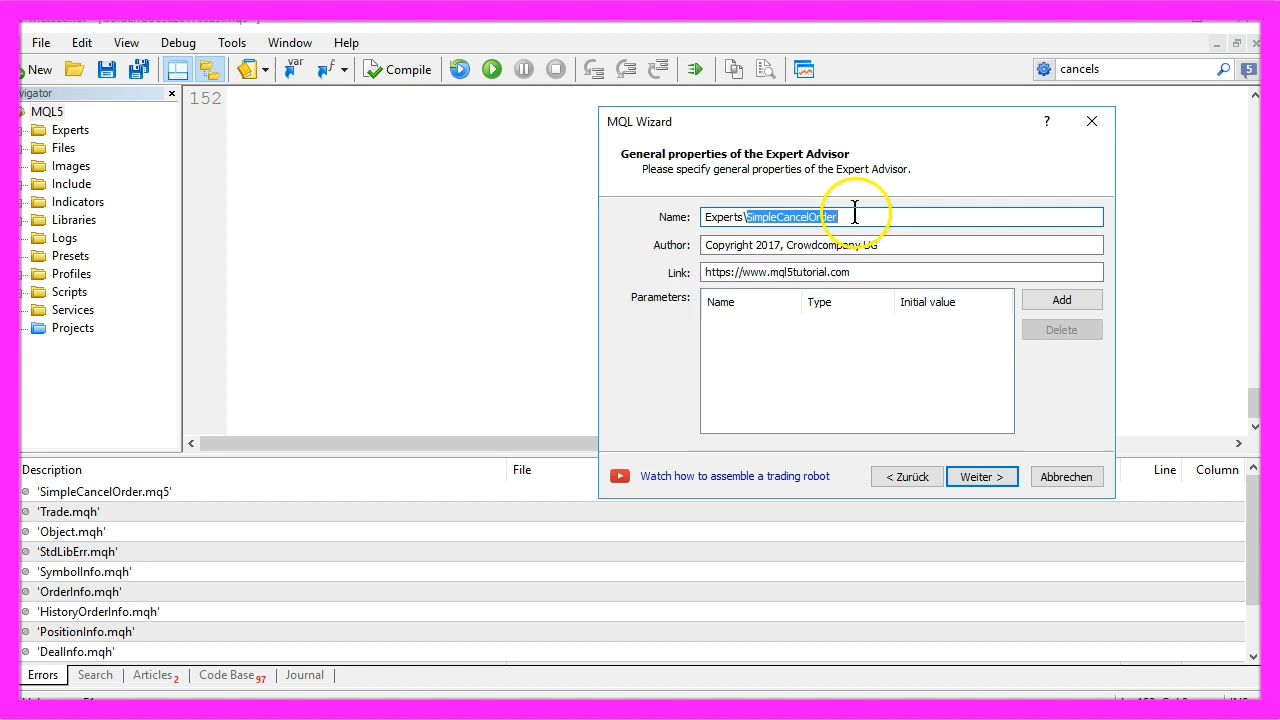 File Edit View Debug Tools Window Help
New var Compile cancels 5
MQL5
Experts
Files
Images
Include
Indicators
Libraries
Logs
Presets
Profiles
Scripts
Services
Projects
152
MQL Wizard ?
General properties of the Expert Advisor
Please specify general properties of the Expert Advisor.
Name: Experts\SimpleCancelOrder
Author: Copyright 2017, Crowdcompany UG
Link: https://www.mql5tutorial.com
Parameters: Name Type Initial value Add
Delete
Watch how to assemble a trading robot < Zurück Weiter > Abbrechen
Description File Line Column
'SimpleCancelOrder.mq5'
'Trade.mqh'
'Object.mqh'
'StdLibErr.mqh'
'SymbolInfo.mqh'
'OrderInfo.mqh'
'HistoryOrderInfo.mqh'
'PositionInfo.mqh'
'DealInfo.mqh'
Errors Search Articles 2 Code Base 97 Journal